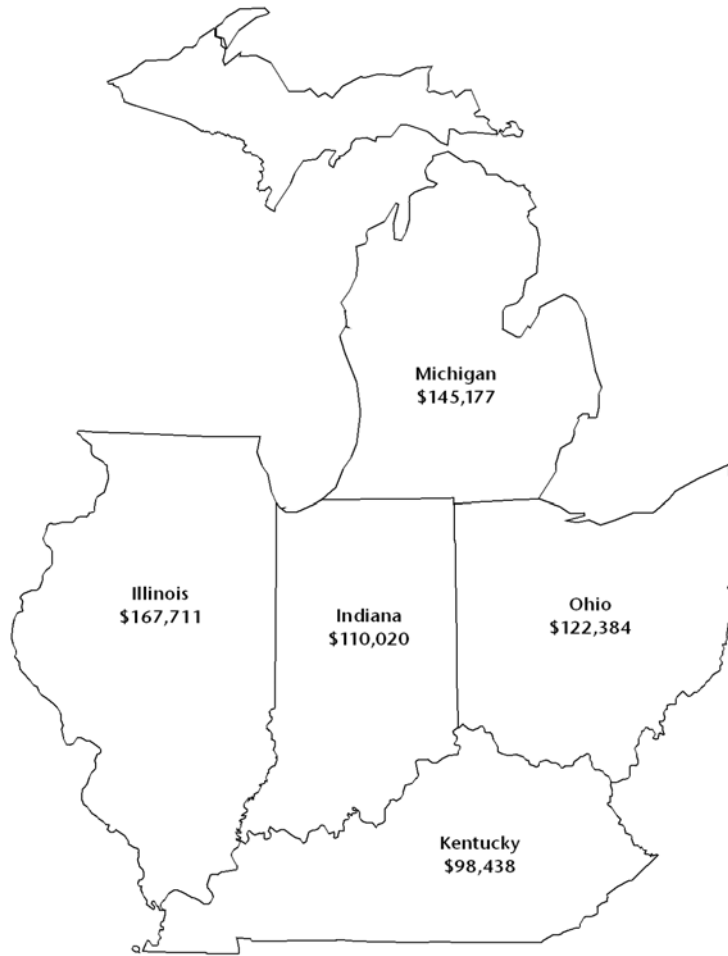 Michigan
$145,177
Illinois
$167,711
Indiana
$110,020
Ohio
$122,384
Kentucky
$98,438